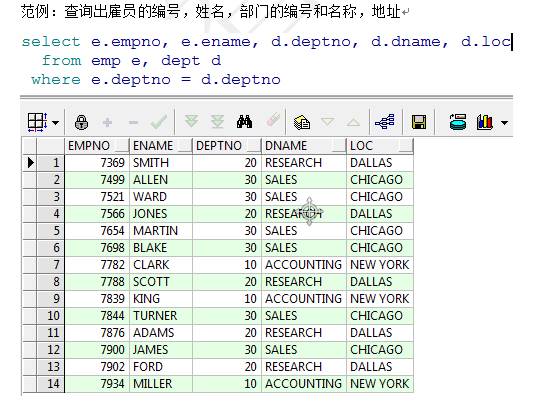 范例：查询出雇员的编号，姓名，部门的编号和名称，地址
select e.empno, e.ename, d.deptno, d.dname, d.loc
from emp e, dept d
where e.deptno = d.deptno
EMPNO ENAME DEPTNO DNAME LOC
1 7369 SMITH 20 RESEARCH DALLAS
2 7499 ALLEN 30 SALES CHICAGO
3 7521 WARD 30 SALES CHICAGO
4 7566 JONES 20 RESEARCH DALLAS
5 7654 MARTIN 30 SALES CHICAGO
6 7698 BLAKE 30 SALES CHICAGO
7 7782 CLARK 10 ACCOUNTING NEW YORK
8 7788 SCOTT 20 RESEARCH DALLAS
9 7839 KING 10 ACCOUNTING NEW YORK
10 7844 TURNER 30 SALES CHICAGO
11 7876 ADAMS 20 RESEARCH DALLAS
12 7900 JAMES 30 SALES CHICAGO
13 7902 FORD 20 RESEARCH DALLAS
14 7934 MILLER 10 ACCOUNTING NEW YORK